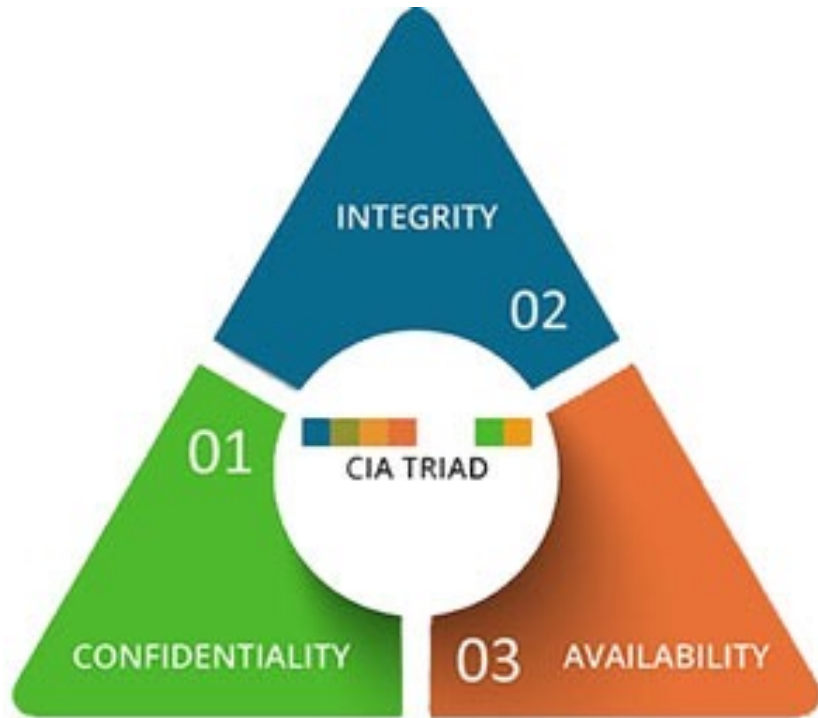 INTEGRITY
02
01
CIA TRIAD
CONFIDENTIALITY
03
AVAILABILITY